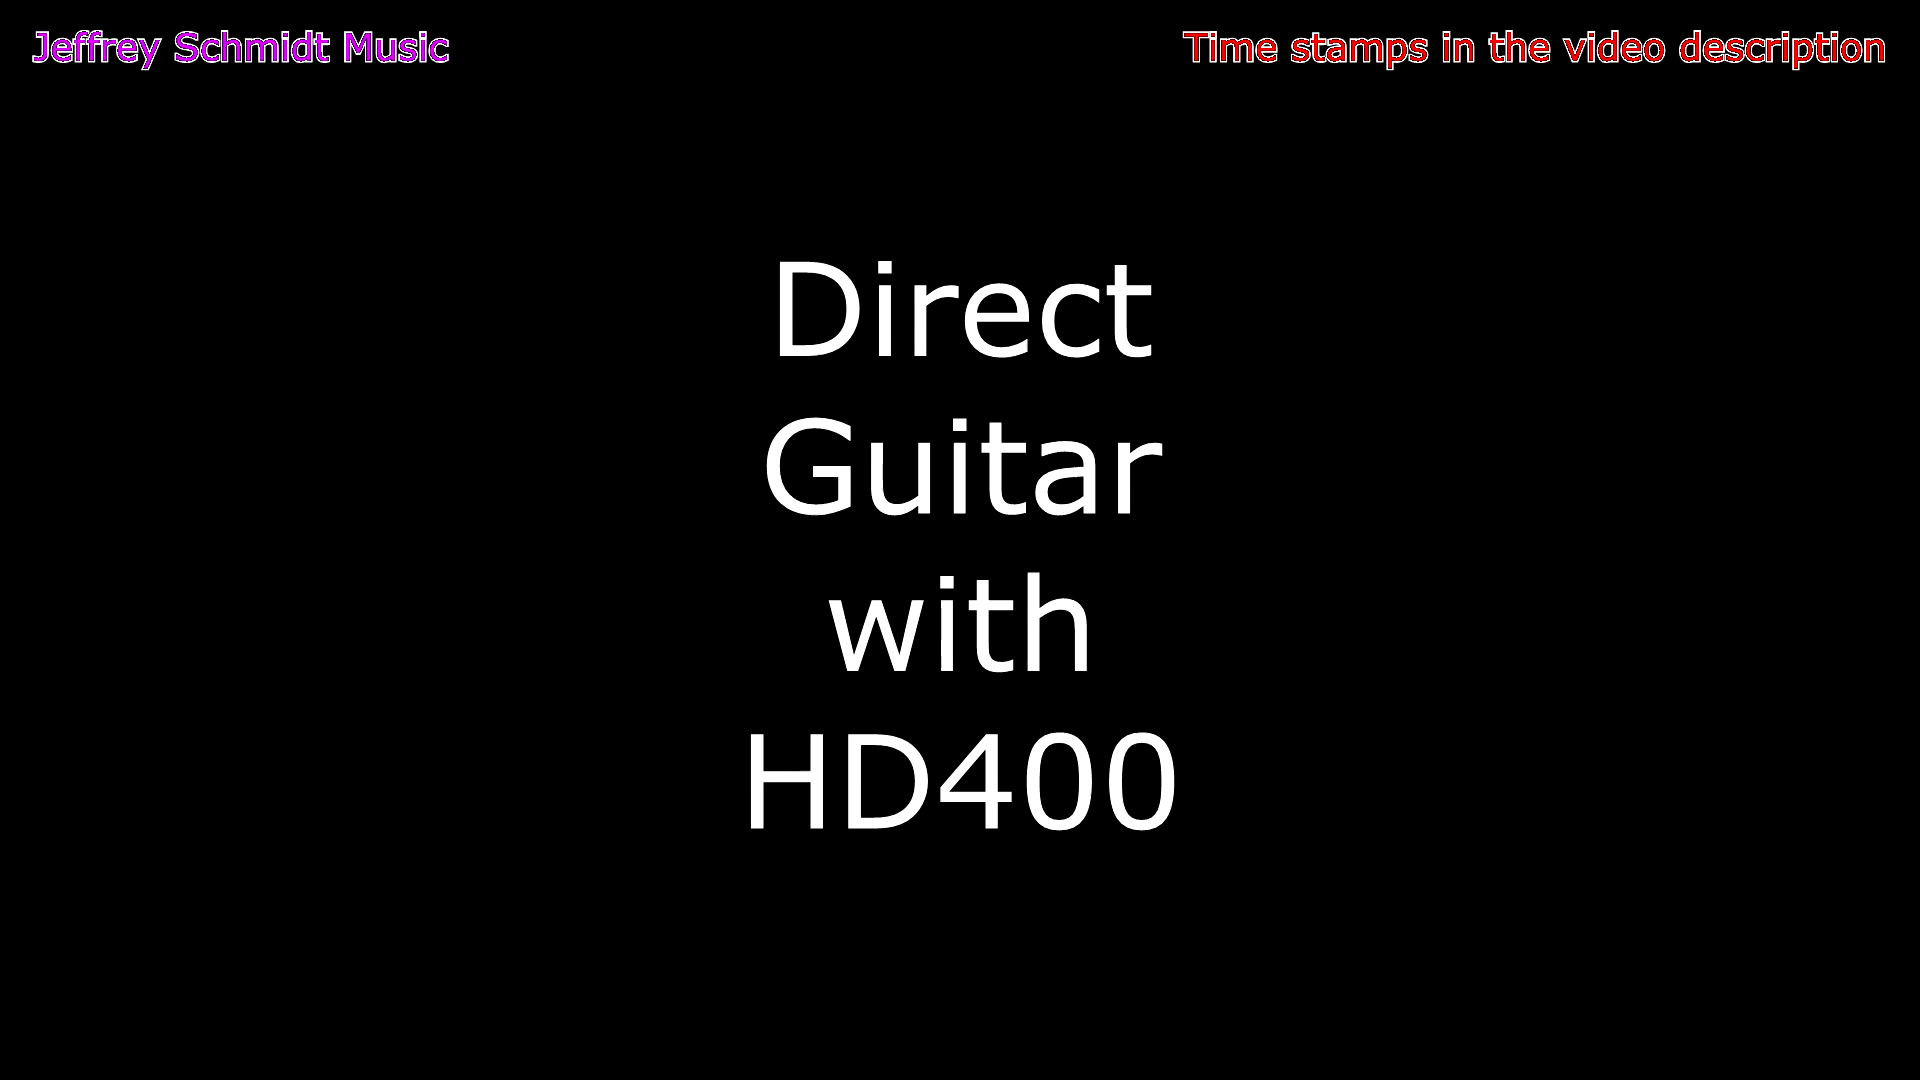 Jeffrey Schmidt Music
Time stamps in the video description
Direct
Guitar
with
HD400